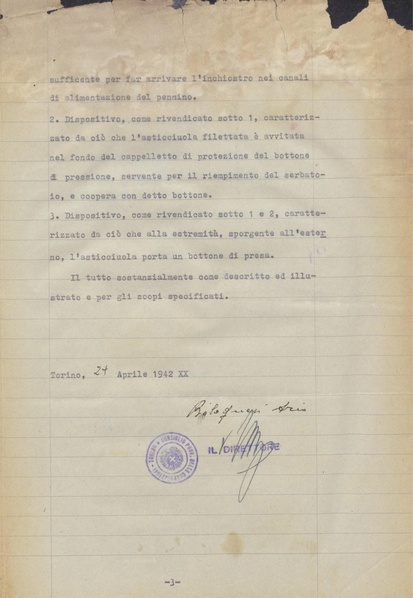 sufficente per far arrivare l'inchiostro nei canali
di alimentazione del pennino.
2. Dispositivo, come rivendicato sotto 1, caratteriz-
zato da ciò che l'asticciuola filettata è avvitata
nel fondo del cappelletto di protezione del bottone
di pressione, servente per il riempimento del serbato-
io, e coopera con detto bottone.
3. Dispositivo, come rivendicato sotto 1 e 2, caratte-
rizzato da ciò che alla estremità, sporgente all'ester
no, l'asticciuola porta un bottone di presa.
Il tutto sostanzialmente come descritto ed illu-
strato e per gli scopi specificati.
Torino, 24 Aprile 1942 XX
IL DIRETTORE
-3-